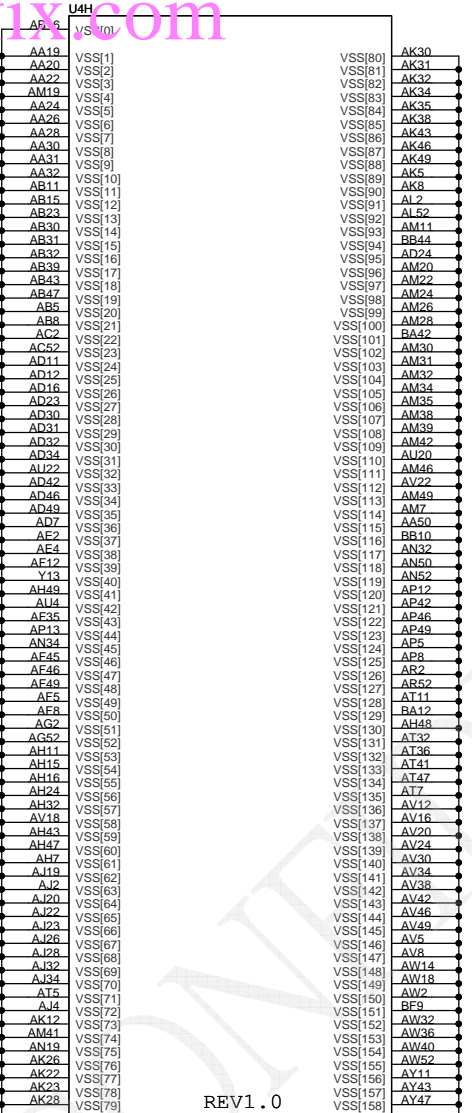 ix.com
U4H
VSS[0]
AA19 VSS[1] VSS[80] AK30
AA20 VSS[2] VSS[81] AK31
AA22 VSS[3] VSS[82] AK32
AM19 VSS[4] VSS[83] AK34
AA24 VSS[5] VSS[84] AK35
AA26 VSS[6] VSS[85] AK38
AA28 VSS[7] VSS[86] AK43
AA30 VSS[8] VSS[87] AK46
AA31 VSS[9] VSS[88] AK49
AA32 VSS[10] VSS[89] AK5
AB11 VSS[11] VSS[90] AK8
AB15 VSS[12] VSS[91] AL2
AB23 VSS[13] VSS[92] AL52
AB30 VSS[14] VSS[93] AM11
AB31 VSS[15] VSS[94] BB44
AB32 VSS[16] VSS[95] AD24
AB39 VSS[17] VSS[96] AM20
AB43 VSS[18] VSS[97] AM22
AB47 VSS[19] VSS[98] AM24
AB5 VSS[20] VSS[99] AM26
AB8 VSS[21] VSS[100] AM28
AC2 VSS[22] VSS[101] BA42
AC52 VSS[23] VSS[102] AM30
AD11 VSS[24] VSS[103] AM31
AD12 VSS[25] VSS[104] AM32
AD16 VSS[26] VSS[105] AM34
AD23 VSS[27] VSS[106] AM35
AD30 VSS[28] VSS[107] AM38
AD31 VSS[29] VSS[108] AM39
AD32 VSS[30] VSS[109] AM42
AD34 VSS[31] VSS[110] AU20
AU22 VSS[32] VSS[111] AM46
AD42 VSS[33] VSS[112] AV22
AD46 VSS[34] VSS[113] AM49
AD49 VSS[35] VSS[114] AM7
AD7 VSS[36] VSS[115] AA50
AE2 VSS[37] VSS[116] BB10
AE4 VSS[38] VSS[117] AN32
AF12 VSS[39] VSS[118] AN50
Y13 VSS[40] VSS[119] AN52
AH49 VSS[41] VSS[120] AP12
AU4 VSS[42] VSS[121] AP42
AF35 VSS[43] VSS[122] AP46
AP13 VSS[44] VSS[123] AP49
AN34 VSS[45] VSS[124] AP5
AF45 VSS[46] VSS[125] AP8
AF46 VSS[47] VSS[126] AR2
AF49 VSS[48] VSS[127] AR52
AF5 VSS[49] VSS[128] AT11
AF8 VSS[50] VSS[129] BA12
AG2 VSS[51] VSS[130] AH48
AG52 VSS[52] VSS[131] AT32
AH11 VSS[53] VSS[132] AT36
AH15 VSS[54] VSS[133] AT41
AH16 VSS[55] VSS[134] AT47
AH24 VSS[56] VSS[135] AT7
AH32 VSS[57] VSS[136] AV12
AV18 VSS[58] VSS[137] AV16
AH43 VSS[59] VSS[138] AV20
AH47 VSS[60] VSS[139] AV24
AH7 VSS[61] VSS[140] AV30
AJ19 VSS[62] VSS[141] AV34
AJ2 VSS[63] VSS[142] AV38
AJ20 VSS[64] VSS[143] AV42
AJ22 VSS[65] VSS[144] AV46
AJ23 VSS[66] VSS[145] AV49
AJ26 VSS[67] VSS[146] AV5
AJ28 VSS[68] VSS[147] AV8
AJ32 VSS[69] VSS[148] AW14
AJ34 VSS[70] VSS[149] AW18
AT5 VSS[71] VSS[150] AW2
AJ4 VSS[72] VSS[151] BF9
AK12 VSS[73] VSS[152] AW32
AM41 VSS[74] VSS[153] AW36
AN19 VSS[75] VSS[154] AW40
AK26 VSS[76] VSS[155] AW52
AK22 VSS[77] VSS[156] AY11
AK23 VSS[78] VSS[157] AY43
AK28 VSS[79] VSS[158] AY47
REV1.0